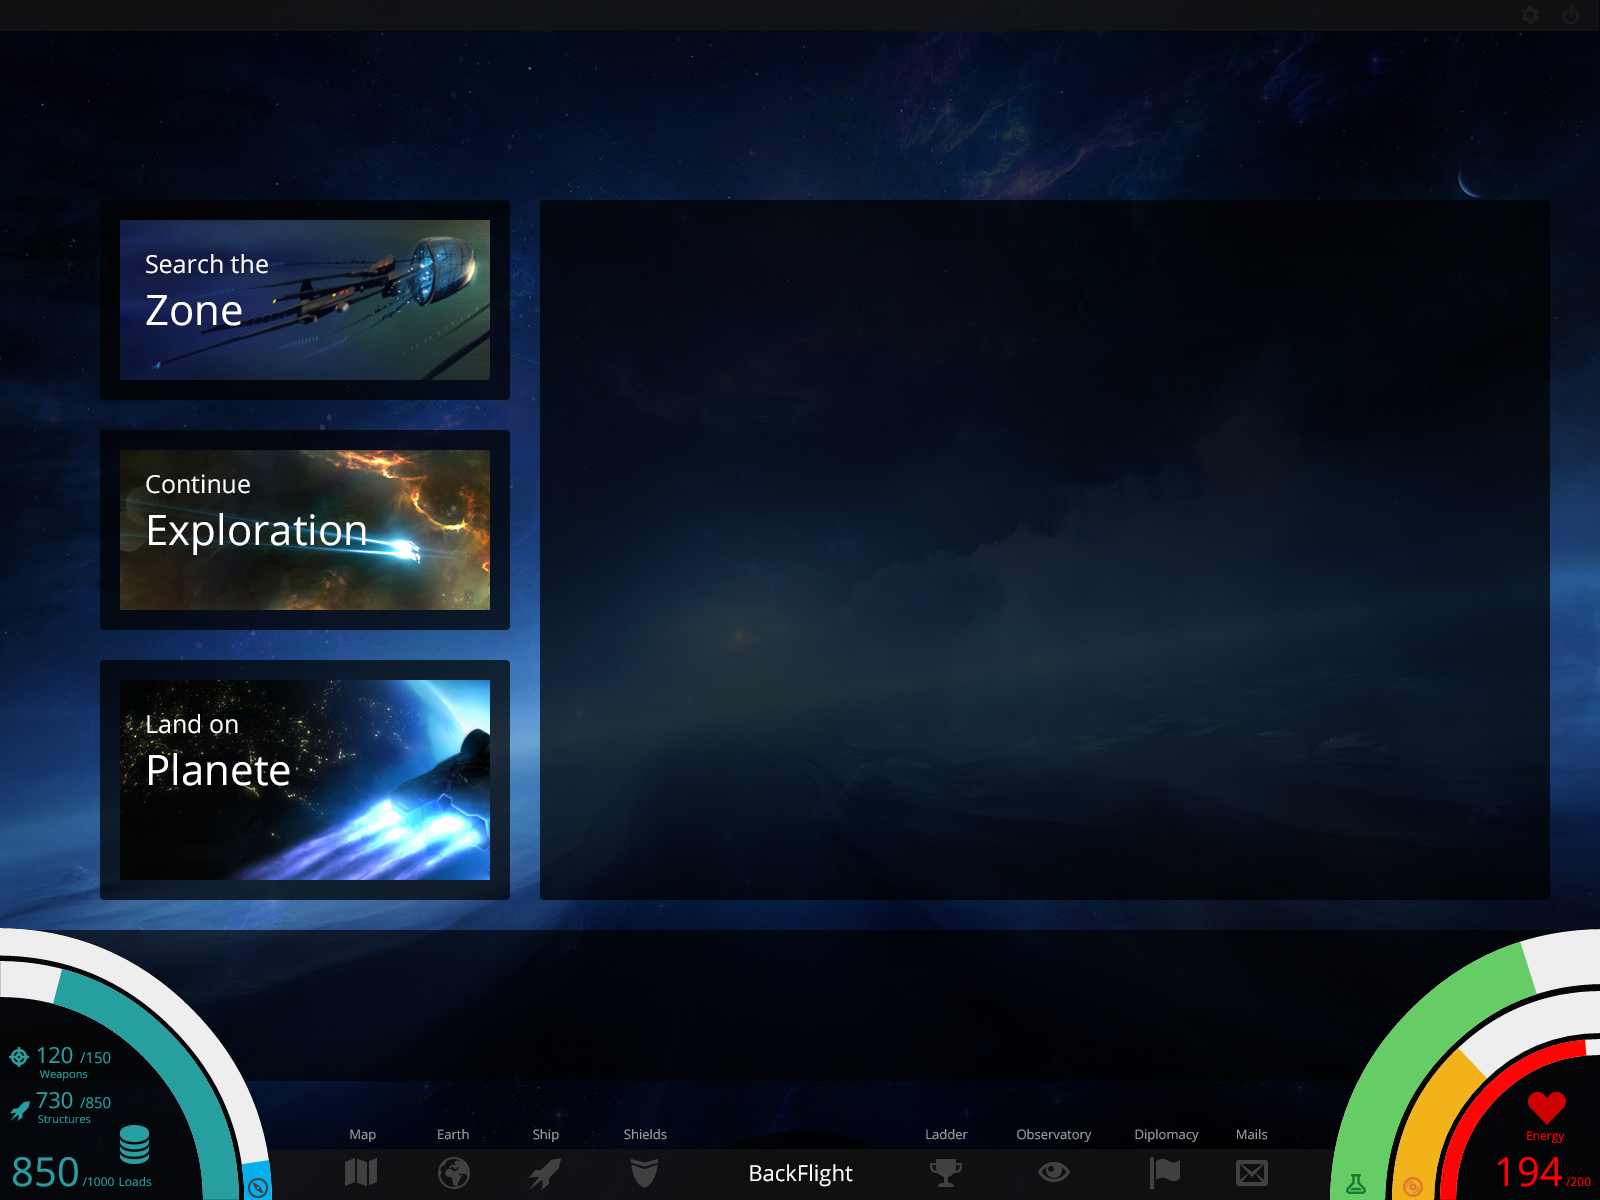 Search the
Zone
Continue
Exploration
Land on
Planete
120 /150
Weapons
730 /850
Structures
850 /1000 Loads
Map
Earth
Ship
Shields
BackFlight
Ladder
Observatory
Diplomacy
Mails
Energy
194 /200